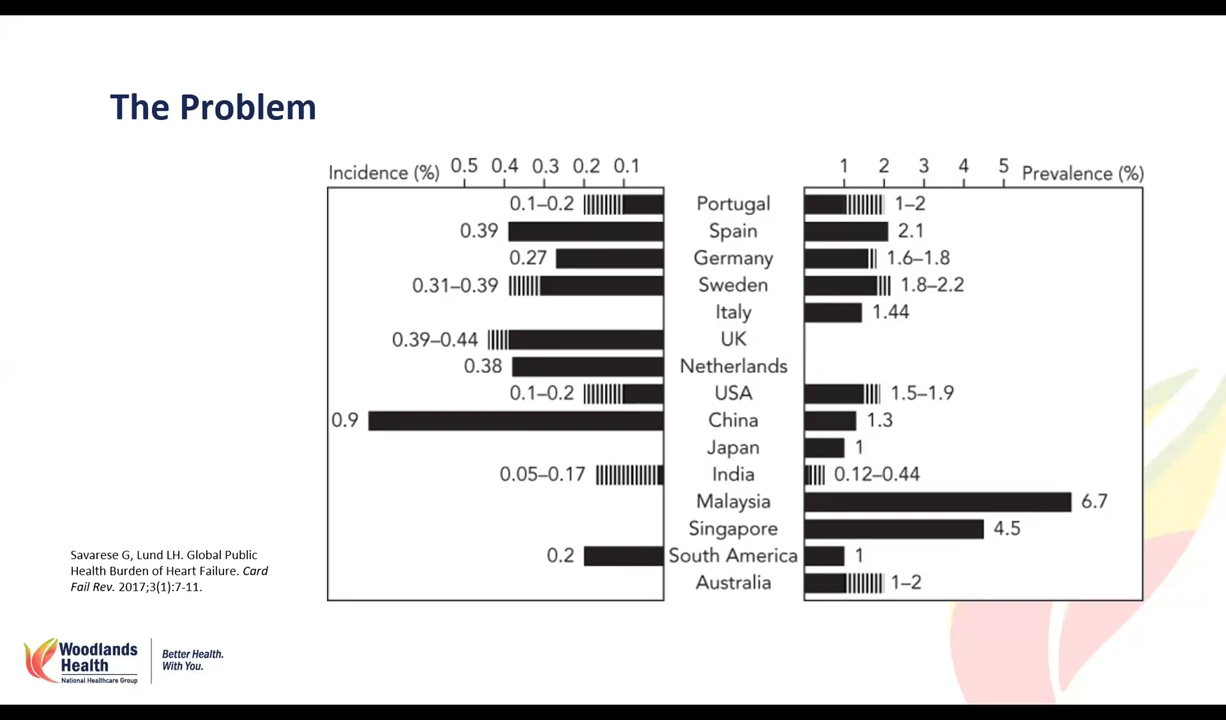 The Problem
Incidence (%) 0.5 0.4 0.3 0.2 0.1 1 2 3 4 5 Prevalence (%)
0.1–0.2 Portugal 1–2
0.39 Spain 2.1
0.27 Germany 1.6–1.8
0.31–0.39 Sweden 1.8–2.2
Italy 1.44
0.39–0.44 UK
0.38 Netherlands
0.1–0.2 USA 1.5–1.9
0.9 China 1.3
Japan 1
0.05–0.17 India 0.12–0.44
Malaysia 6.7
Singapore 4.5
0.2 South America 1
Australia 1–2
Savarese G, Lund LH. Global Public
Health Burden of Heart Failure. Card
Fail Rev. 2017;3(1):7-11.
Woodlands
Health
National Healthcare Group
Better Health.
With You.